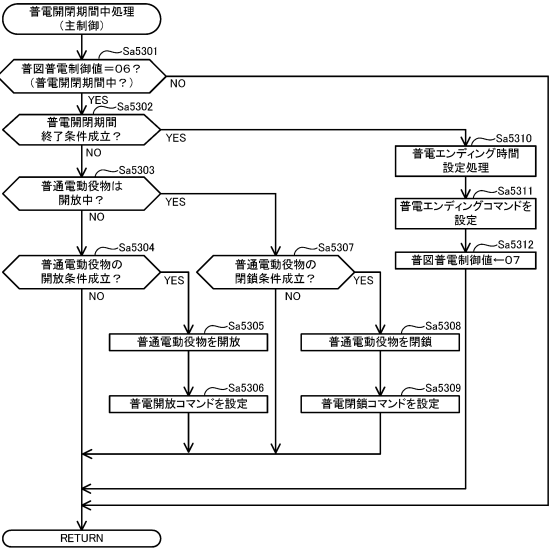 普電開閉期間中処理
(主制御)
Sa5301
普図普電制御値=06?
(普電開閉期間中?)
NO
YES
Sa5302
普電開閉期間
終了条件成立?
YES
NO
Sa5310
普電エンディング時間
設定処理
Sa5303
普通電動役物は
開放中?
YES
NO
Sa5311
普電エンディングコマンドを
設定
Sa5304
普通電動役物の
開放条件成立?
YES
NO
Sa5307
普通電動役物の
閉鎖条件成立?
YES
NO
Sa5312
普図普電制御値←07
Sa5305
普通電動役物を開放
Sa5308
普通電動役物を閉鎖
Sa5306
普電開放コマンドを設定
Sa5309
普電閉鎖コマンドを設定
RETURN